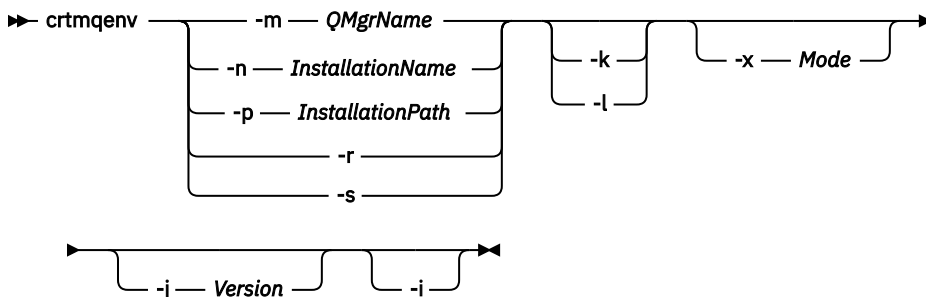 crtmqenv -m QMgrName
-n InstallationName -k -x Mode
-p InstallationPath -l
-r
-s
-j Version -i